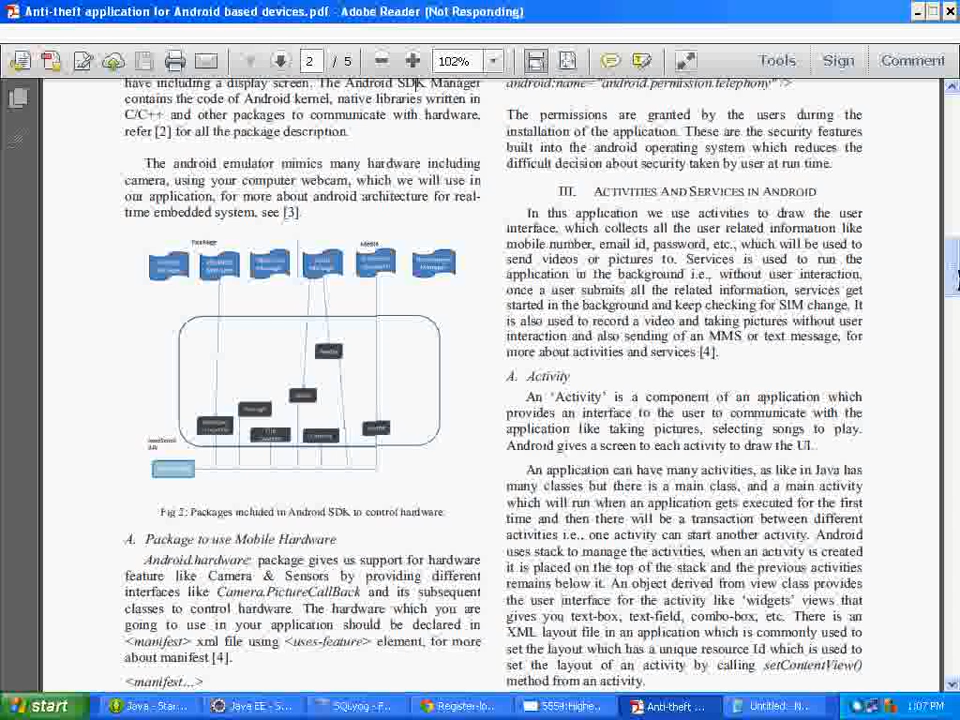 Anti-theft application for Android based devices.pdf - Adobe Reader (Not Responding)
2 / 5
102%
Tools
Sign
Comment
have including a display screen. The Android SDK Manager
contains the code of Android kernel, native libraries written in
C/C++ and other packages to communicate with hardware,
refer [2] for all the package description.
The android emulator mimics many hardware including
camera, using your computer webcam, which we will use in
our application, for more about android architecture for real-
time embedded system, see [3].
Package
Media
Fig 2: Packages included in Android SDK to control hardware
A. Package to use Mobile Hardware
Android.hardware: package gives us support for hardware
feature like Camera & Sensors by providing different
interfaces like Camera.PictureCallBack and its subsequent
classes to control hardware. The hardware which you are
going to use in your application should be declared in
<manifest> xml file using <uses-feature> element, for more
about manifest [4].
<manifest...>
android:name="android.permission.telephony" />
The permissions are granted by the users during the
installation of the application. These are the security features
built into the android operating system which reduces the
difficult decision about security taken by user at run time.
III. ACTIVITIES AND SERVICES IN ANDROID
In this application we use activities to draw the user
interface, which collects all the user related information like
mobile number, email id, password, etc., which will be used to
send videos or pictures to. Services is used to run the
application in the background i.e., without user interaction,
once a user submits all the related information, services get
started in the background and keep checking for SIM change. It
is also used to record a video and taking pictures without user
interaction and also sending of an MMS or text message, for
more about activities and services [4].
A. Activity
An ‘Activity’ is a component of an application which
provides an interface to the user to communicate with the
application like taking pictures, selecting songs to play.
Android gives a screen to each activity to draw the UI.
An application can have many activities, as like in Java has
many classes but there is a main class, and a main activity
which will run when an application gets executed for the first
time and then there will be a transaction between different
activities i.e., one activity can start another activity. Android
uses stack to manage the activities, when an activity is created
it is placed on the top of the stack and the previous activities
remains below it. An object derived from view class provides
the user interface for the activity like ‘widgets’ views that
gives you text-box, text-field, combo-box, etc. There is an
XML layout file in an application which is commonly used to
set the layout which has a unique resource Id which is used to
set the layout of an activity by calling setContentView()
method from an activity.
start
Java - Star...
Java EE - S...
SQLyog - F...
Register-lo...
5554:Highe...
Anti-theft ...
Untitled: N...
1:07 PM